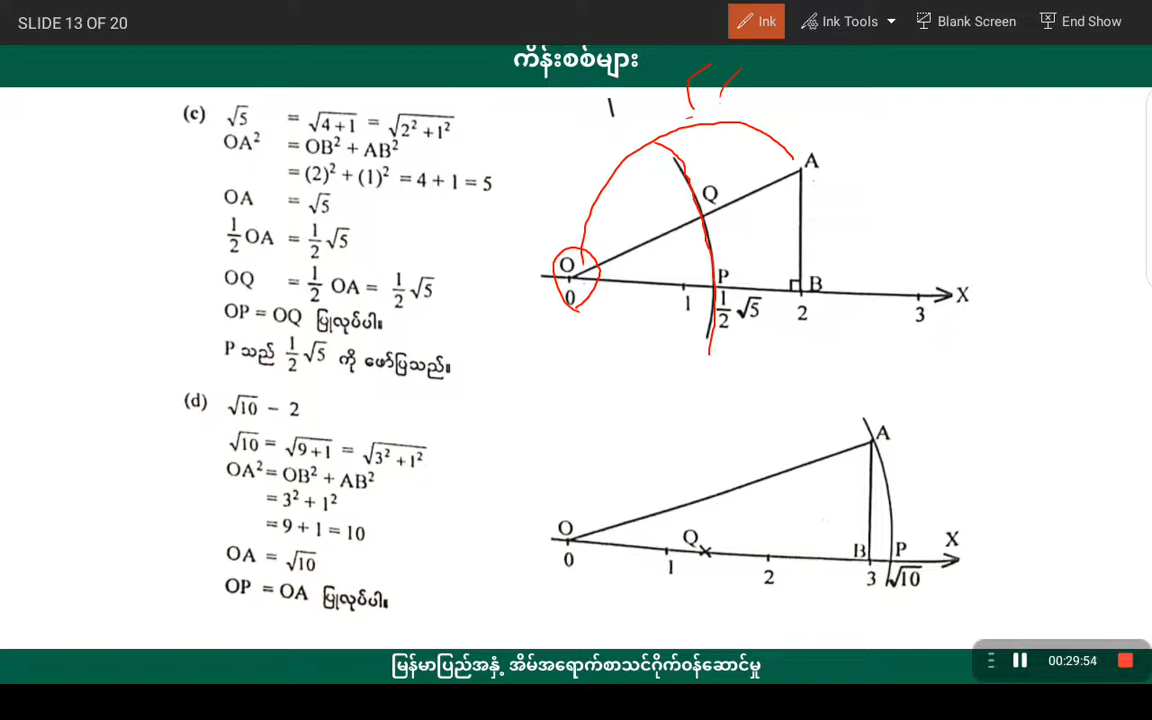 SLIDE 13 OF 20
Ink
Ink Tools
Blank Screen
End Show
ကိန်းစစ်များ
(c) √5 = √(4+1) = √(2² + 1²)
OA² = OB² + AB²
= (2)² + (1)² = 4 + 1 = 5
OA = √5
1/2 OA = 1/2 √5
OQ = 1/2 OA = 1/2 √5
OP = OQ ပြုလုပ်ပါ။
P သည် 1/2 √5 ကို ဖော်ပြသည်။
A
Q
O
P
B
X
0
1
1/2 √5
2
3
(d) √10 − 2
√10 = √(9+1) = √(3² + 1²)
OA² = OB² + AB²
= 3² + 1²
= 9 + 1 = 10
OA = √10
OP = OA ပြုလုပ်ပါ။
A
O
Q
B
P
X
0
1
2
3
√10
မြန်မာပြည်အနှံ့ အိမ်အရောက်စာသင်ဂိုက်ဝန်ဆောင်မှု
00:29:54